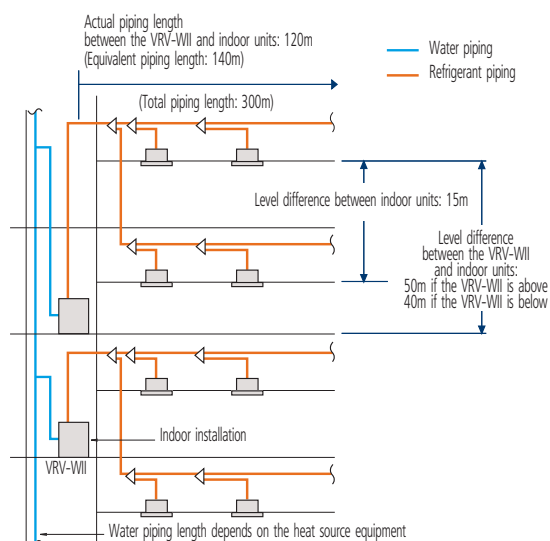 Actual piping length
between the VRV-WII and indoor units: 120m
(Equivalent piping length: 140m)
Water piping
Refrigerant piping
(Total piping length: 300m)
Level difference between indoor units: 15m
Level difference
between the VRV-WII
and indoor units:
50m if the VRV-WII is above
40m if the VRV-WII is below
Indoor installation
VRV-WII
Water piping length depends on the heat source equipment